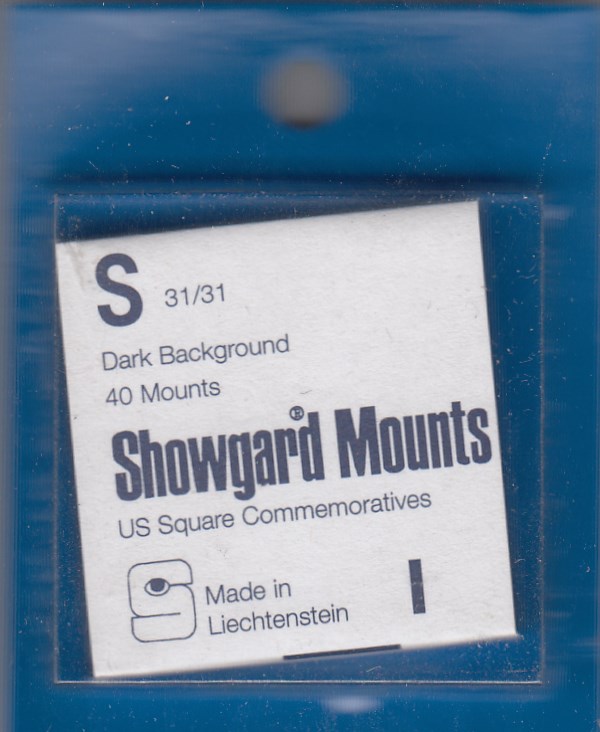 S 31/31
Dark Background
40 Mounts
Showgard® Mounts
US Square Commemoratives
Made in
Liechtenstein
I